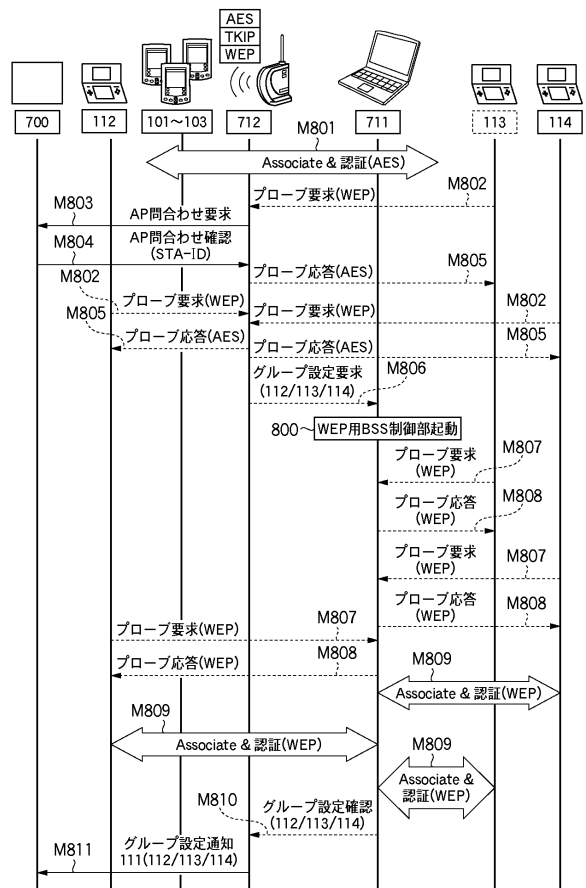 AES
TKIP
WEP
700
112
101～103
712
711
113
114
M801
Associate & 認証(AES)
M802
プローブ要求(WEP)
M803
AP問合わせ要求
M804
AP問合わせ確認
(STA-ID)
M805
プローブ応答(AES)
M802
プローブ要求(WEP)
M802
プローブ要求(WEP)
M805
プローブ応答(AES)
M805
プローブ応答(AES)
グループ設定要求
(112/113/114)
M806
800
WEP用BSS制御部起動
プローブ要求
(WEP)
M807
プローブ応答
(WEP)
M808
プローブ要求
(WEP)
M807
プローブ応答
(WEP)
M808
プローブ要求(WEP)
M807
プローブ応答(WEP)
M808
M809
Associate & 認証(WEP)
M809
Associate & 認証(WEP)
M809
Associate &
認証(WEP)
M810
グループ設定確認
(112/113/114)
M811
グループ設定通知
111(112/113/114)